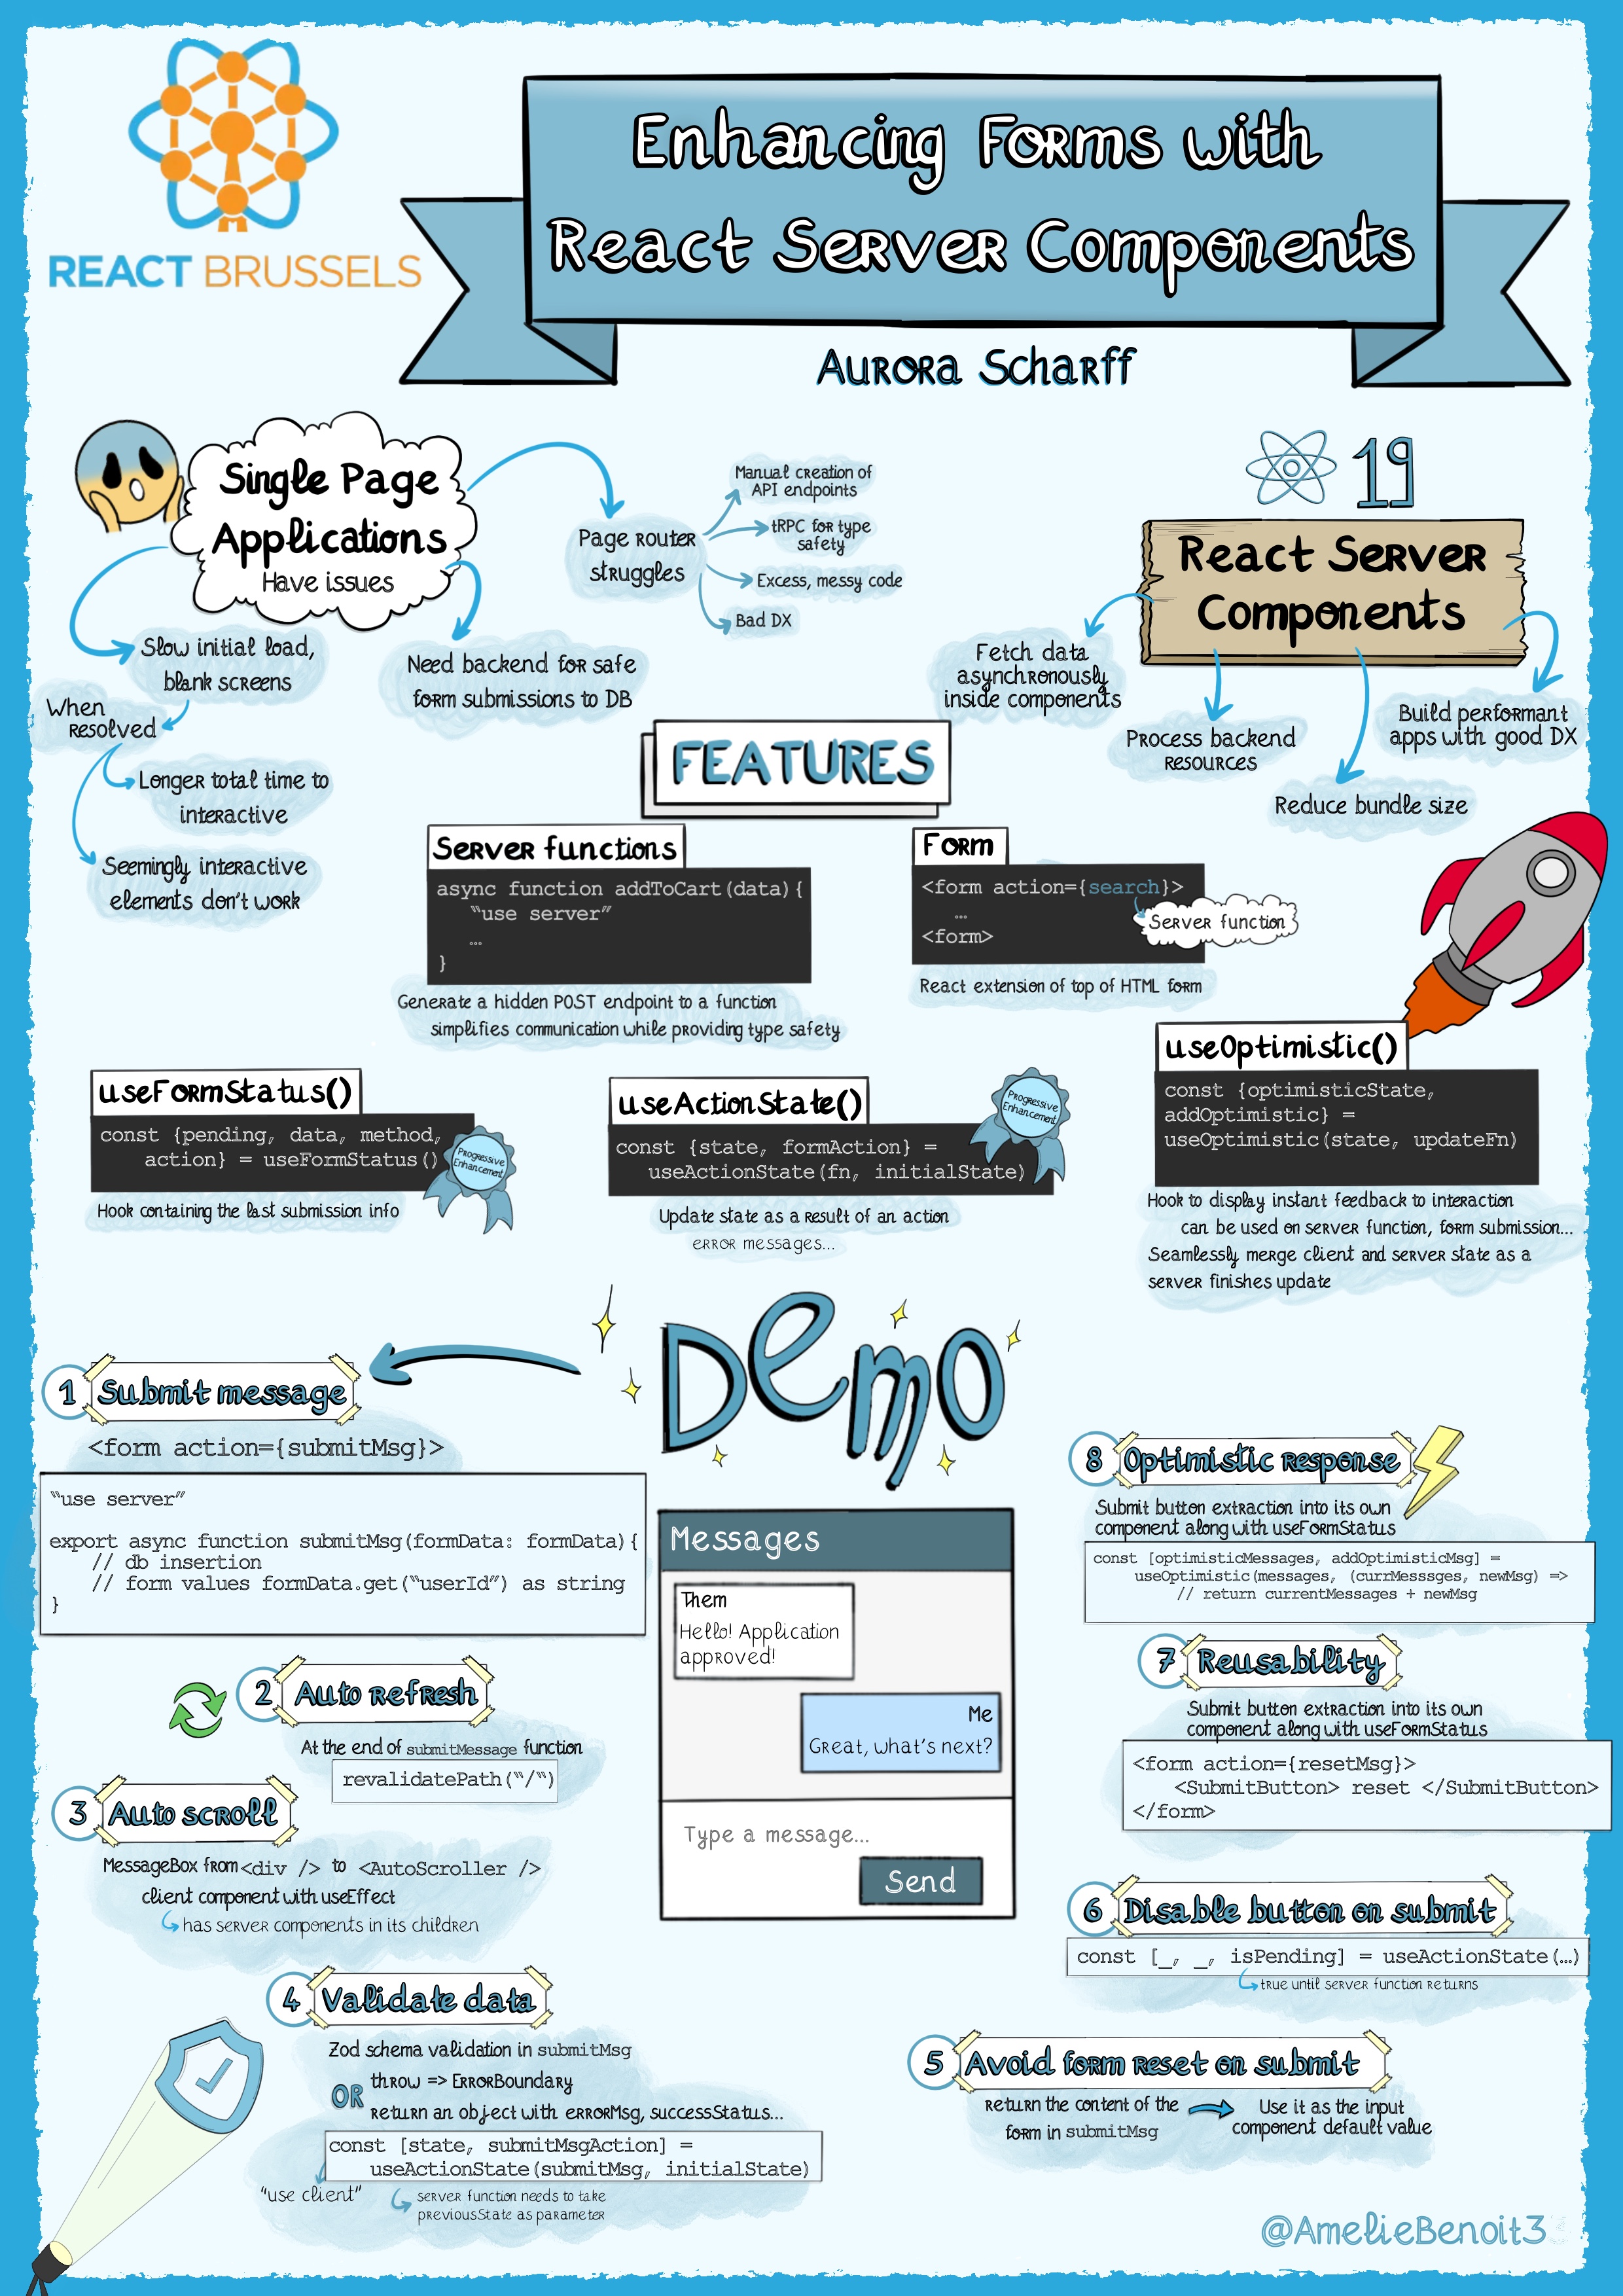 REACT BRUSSELS
Enhancing Forms with
React Server Components
Aurora Scharff
Single Page
Applications
Have issues
Slow initial load,
blank screens
When
resolved
Longer total time to
interactive
Seemingly interactive
elements don't work
Need backend for safe
form submissions to DB
Page router
struggles
Manual creation of
API endpoints
tRPC for type
safety
Excess, messy code
Bad DX
19
React Server
Components
Fetch data
asynchronously
inside components
Process backend
resources
Reduce bundle size
Build performant
apps with good DX
FEATURES
Server functions
async function addToCart(data){
"use server"
...
}
Generate a hidden POST endpoint to a function
simplifies communication while providing type safety
Form
<form action={search}>
...
<form>
Server function
React extension of top of HTML form
useFormStatus()
const {pending, data, method,
action} = useFormStatus()
Progressive
Enhancement
Hook containing the last submission info
useActionState()
const {state, formAction} =
useActionState(fn, initialState)
Progressive
Enhancement
Update state as a result of an action
error messages...
useOptimistic()
const {optimisticState,
addOptimistic} =
useOptimistic(state, updateFn)
Hook to display instant feedback to interaction
can be used on server function, form submission...
Seamlessly merge client and server state as a
server finishes update
Demo
1 Submit message
<form action={submitMsg}>
"use server"
export async function submitMsg(formData: formData){
// db insertion
// form values formData.get("userId") as string
}
2 Auto refresh
At the end of submitMessage function
revalidatePath("/")
3 Auto scroll
MessageBox from <div /> to <AutoScroller />
client component with useEffect
has server components in its children
4 Validate data
Zod schema validation in submitMsg
OR
throw => ErrorBoundary
return an object with errorMsg, successStatus...
const [state, submitMsgAction] =
useActionState(submitMsg, initialState)
"use client"
server function needs to take
previousState as parameter
Messages
Them
Hello! Application
approved!
Me
Great, what's next?
Type a message...
Send
5 Avoid form reset on submit
return the content of the
form in submitMsg
Use it as the input
component default value
6 Disable button on submit
const [_, _, isPending] = useActionState(...)
true until server function returns
7 Reusability
Submit button extraction into its own
component along with useFormStatus
<form action={resetMsg}>
<SubmitButton> reset </SubmitButton>
</form>
8 Optimistic response
Submit button extraction into its own
component along with useFormStatus
const [optimisticMessages, addOptimisticMsg] =
useOptimistic(messages, (currMesssges, newMsg) =>
// return currentMessages + newMsg
@AmelieBenoit3